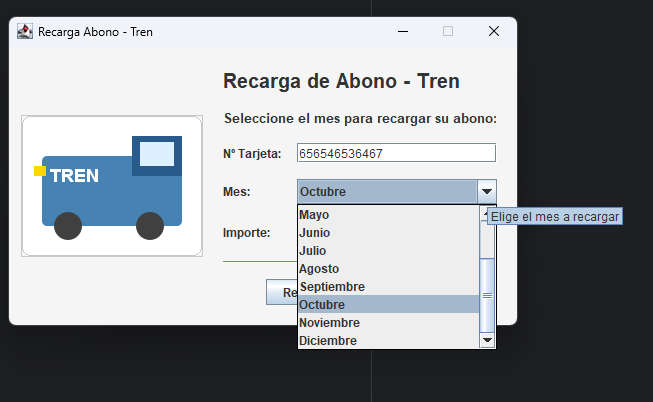 Recarga Abono - Tren
Recarga de Abono - Tren
Seleccione el mes para recargar su abono:
TREN
Nº Tarjeta: 656546536467
Mes: Octubre
Elige el mes a recargar
Mayo
Junio
Importe:
Julio
Agosto
Septiembre
Re
Octubre
Noviembre
Diciembre